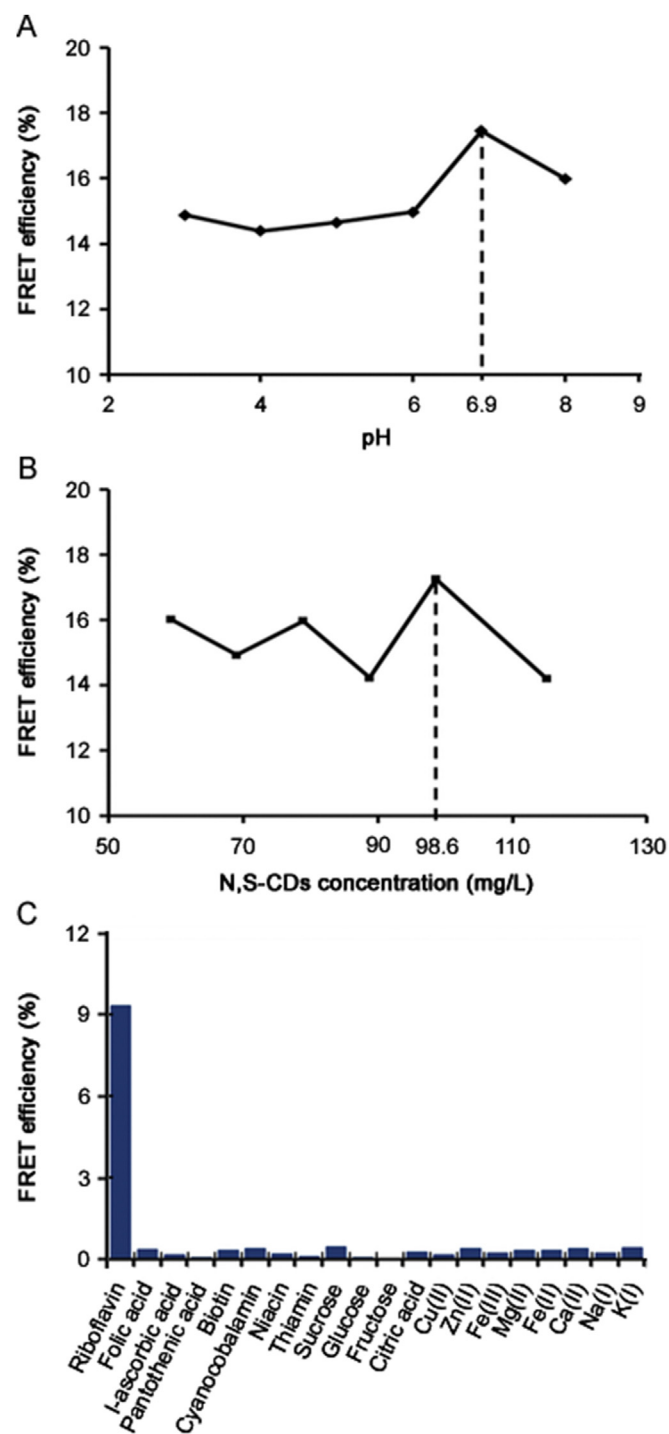 A
FRET efficiency (%)
20
18
16
14
12
10
2
4
6
6.9
8
9
pH
B
FRET efficiency (%)
20
18
16
14
12
10
50
70
90
98.6
110
130
N,S-CDs concentration (mg/L)
C
FRET efficiency (%)
12
9
6
3
0
Riboflavin
Folic acid
l-ascorbic acid
Pantothenic acid
Biotin
Cyanocobalamin
Niacin
Thiamin
Sucrose
Glucose
Fructose
Citric acid
Cu(II)
Zn(II)
Fe(III)
Mg(II)
Fe(II)
Ca(II)
Na(I)
K(I)